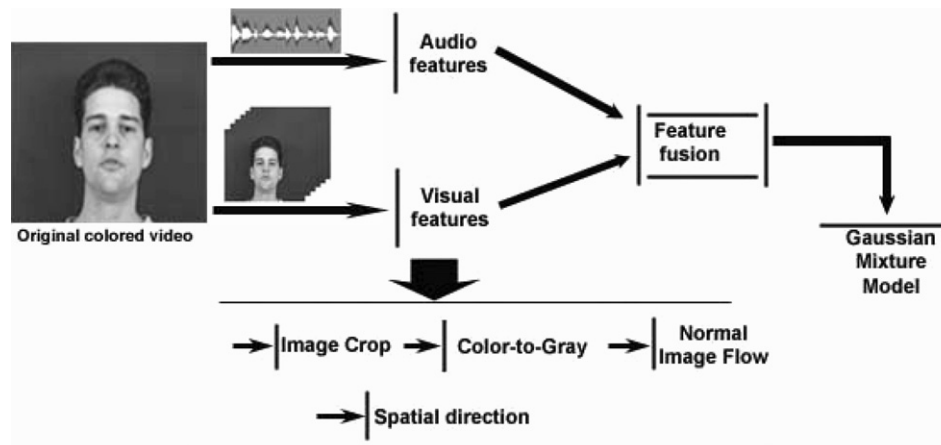 Original colored video
Audio
features
Visual
features
Feature
fusion
Gaussian
Mixture
Model
Image Crop
Color-to-Gray
Normal
Image Flow
Spatial direction